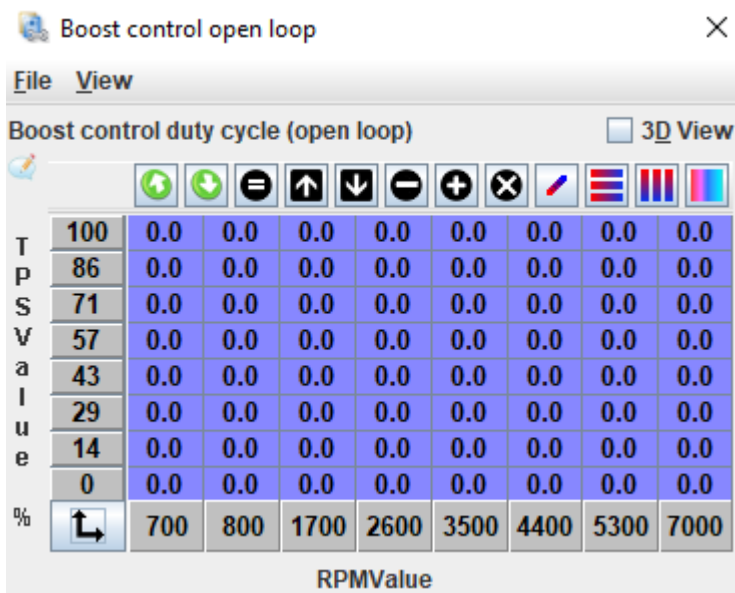 Boost control open loop
File View
Boost control duty cycle (open loop) 3D View
TPSValue
100 0.0 0.0 0.0 0.0 0.0 0.0 0.0 0.0
86 0.0 0.0 0.0 0.0 0.0 0.0 0.0 0.0
71 0.0 0.0 0.0 0.0 0.0 0.0 0.0 0.0
57 0.0 0.0 0.0 0.0 0.0 0.0 0.0 0.0
43 0.0 0.0 0.0 0.0 0.0 0.0 0.0 0.0
29 0.0 0.0 0.0 0.0 0.0 0.0 0.0 0.0
14 0.0 0.0 0.0 0.0 0.0 0.0 0.0 0.0
0 0.0 0.0 0.0 0.0 0.0 0.0 0.0 0.0
% 700 800 1700 2600 3500 4400 5300 7000
RPMValue